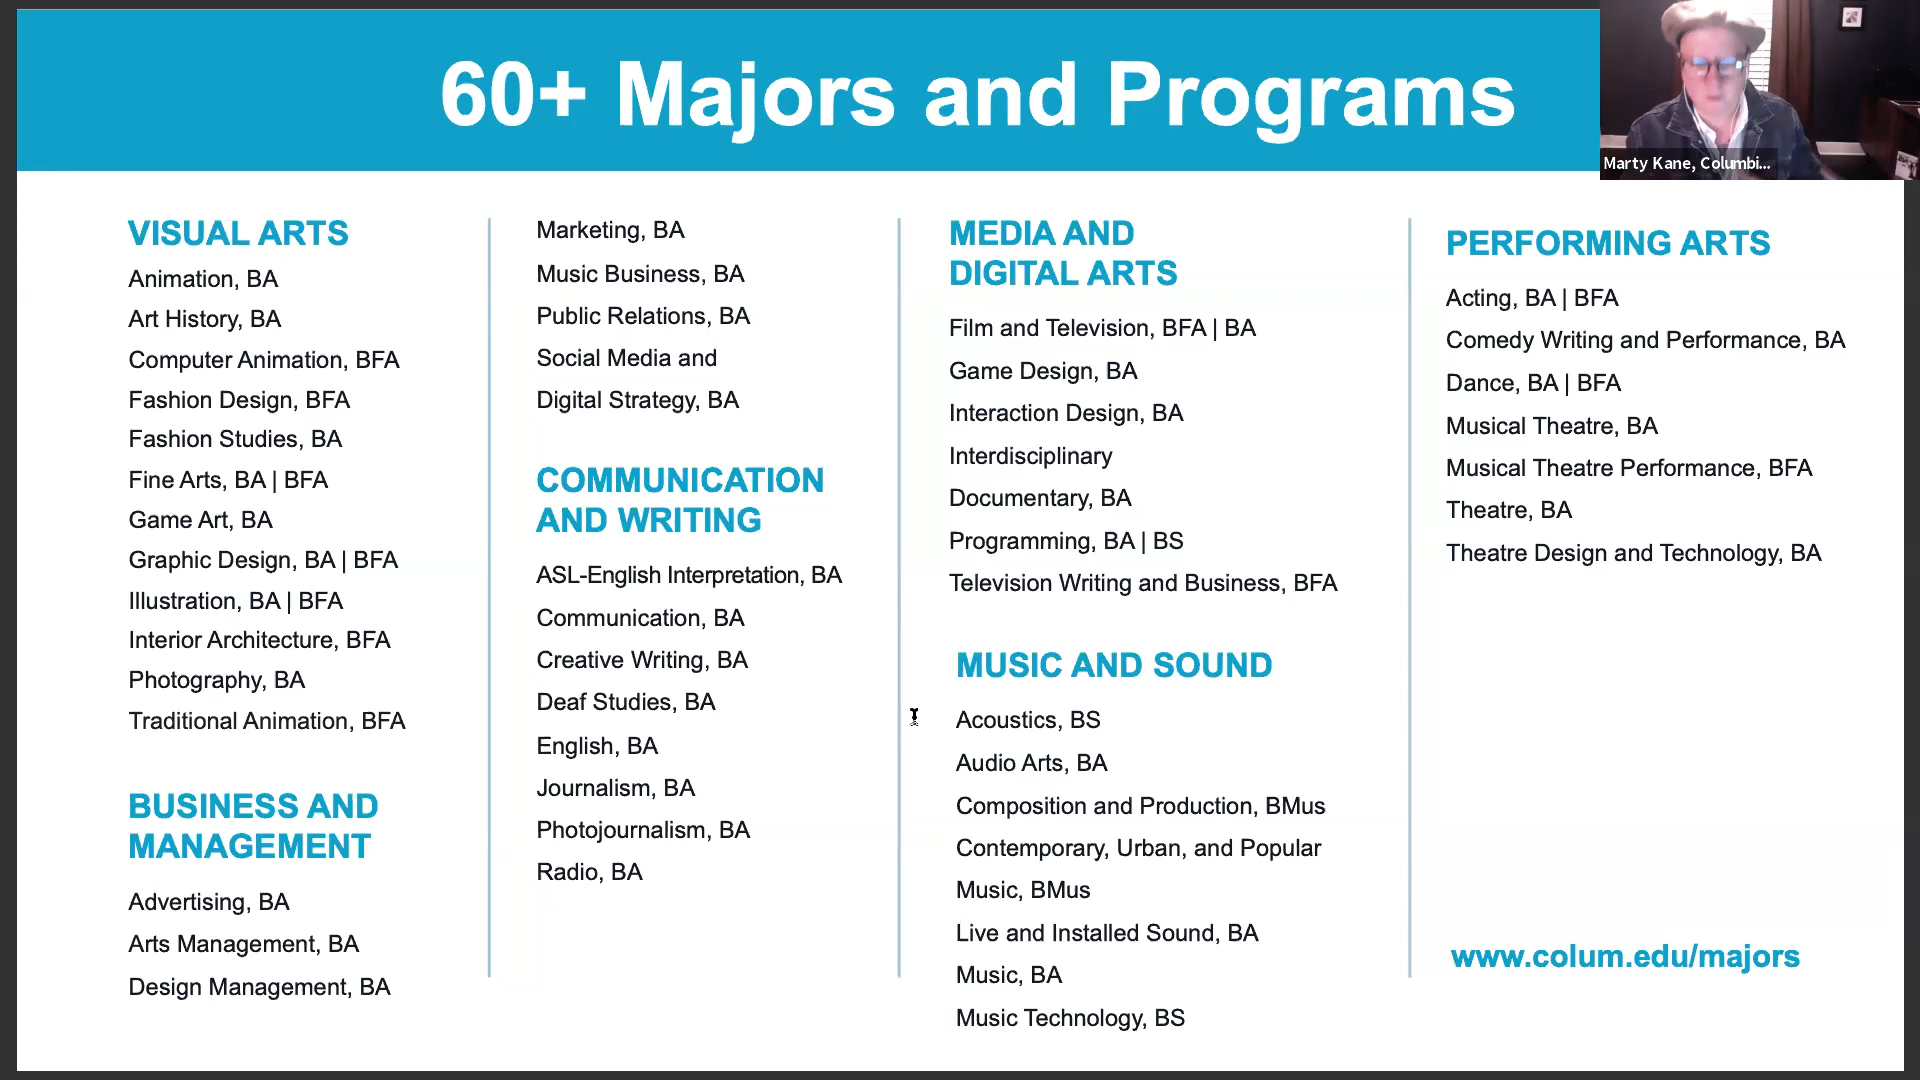 60+ Majors and Programs
Marty Kane, Columbi...
VISUAL ARTS
Animation, BA
Art History, BA
Computer Animation, BFA
Fashion Design, BFA
Fashion Studies, BA
Fine Arts, BA | BFA
Game Art, BA
Graphic Design, BA | BFA
Illustration, BA | BFA
Interior Architecture, BFA
Photography, BA
Traditional Animation, BFA
BUSINESS AND
MANAGEMENT
Advertising, BA
Arts Management, BA
Design Management, BA
Marketing, BA
Music Business, BA
Public Relations, BA
Social Media and
Digital Strategy, BA
COMMUNICATION
AND WRITING
ASL-English Interpretation, BA
Communication, BA
Creative Writing, BA
Deaf Studies, BA
English, BA
Journalism, BA
Photojournalism, BA
Radio, BA
MEDIA AND
DIGITAL ARTS
Film and Television, BFA | BA
Game Design, BA
Interaction Design, BA
Interdisciplinary
Documentary, BA
Programming, BA | BS
Television Writing and Business, BFA
MUSIC AND SOUND
Acoustics, BS
Audio Arts, BA
Composition and Production, BMus
Contemporary, Urban, and Popular
Music, BMus
Live and Installed Sound, BA
Music, BA
Music Technology, BS
PERFORMING ARTS
Acting, BA | BFA
Comedy Writing and Performance, BA
Dance, BA | BFA
Musical Theatre, BA
Musical Theatre Performance, BFA
Theatre, BA
Theatre Design and Technology, BA
www.colum.edu/majors